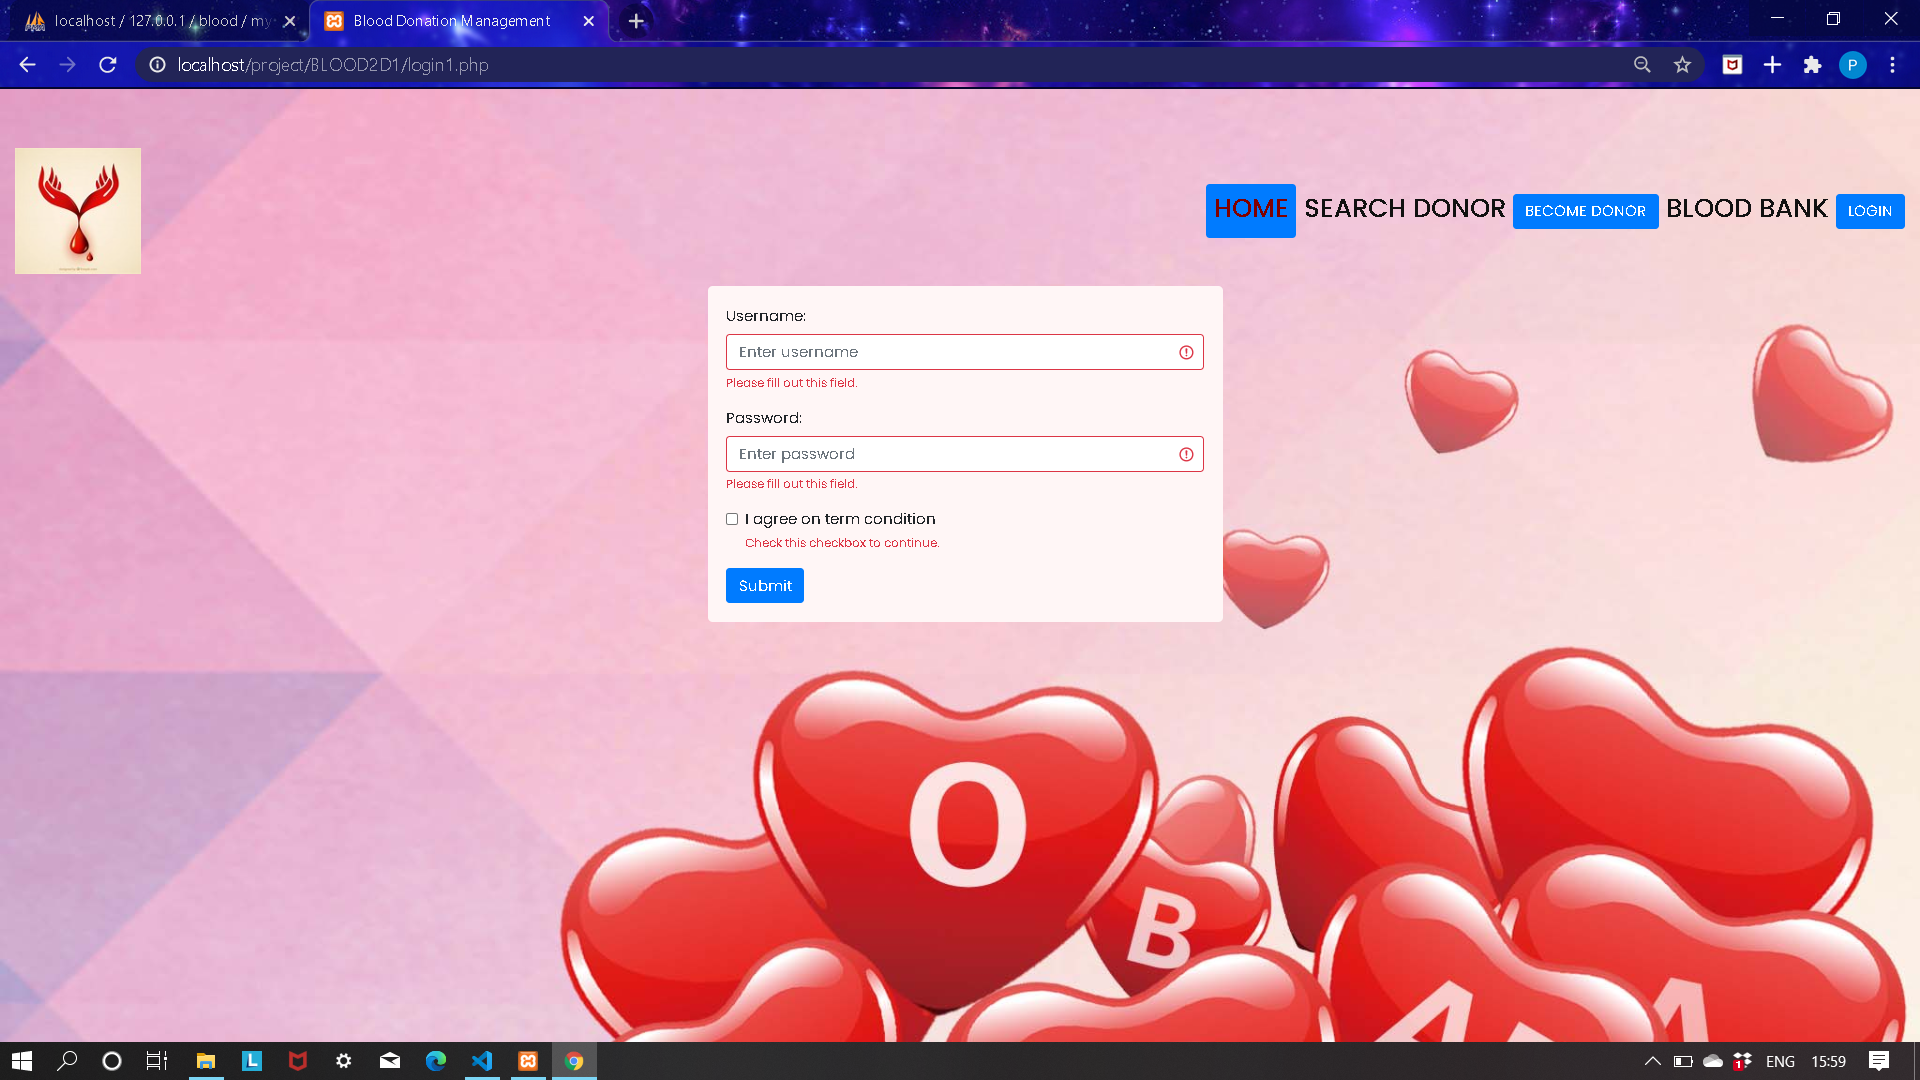 localhost / 127.0.0.1 / blood / my
Blood Donation Management
localhost/project/BLOOD2D1/login1.php
P
HOME SEARCH DONOR BECOME DONOR BLOOD BANK LOGIN
Username:
Enter username
Please fill out this field.
Password:
Enter password
Please fill out this field.
I agree on term condition
Check this checkbox to continue.
Submit
O
B
A
A
L
1
ENG 15:59